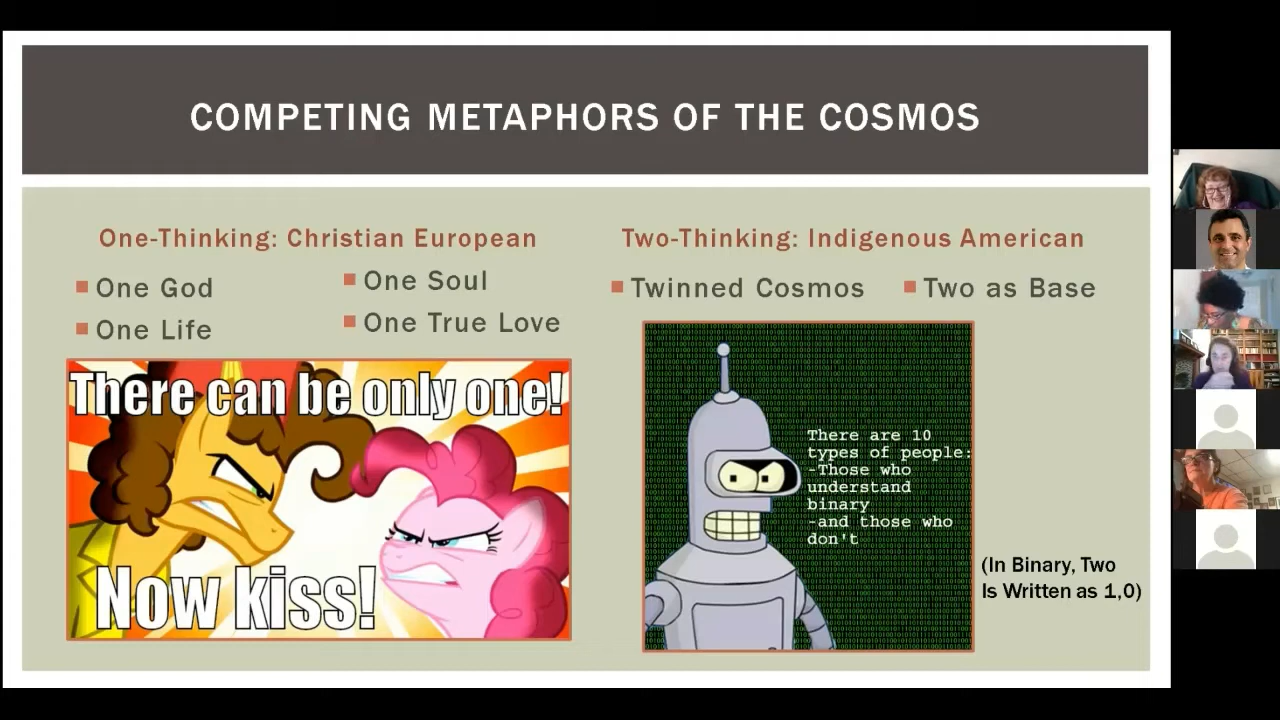 COMPETING METAPHORS OF THE COSMOS
One-Thinking: Christian European
One God
One Life
One Soul
One True Love
There can be only one!
Now kiss!
Two-Thinking: Indigenous American
Twinned Cosmos
Two as Base
There are 10
types of people:
-Those who
understand
binary
-and those who
don't
(In Binary, Two
Is Written as 1,0)